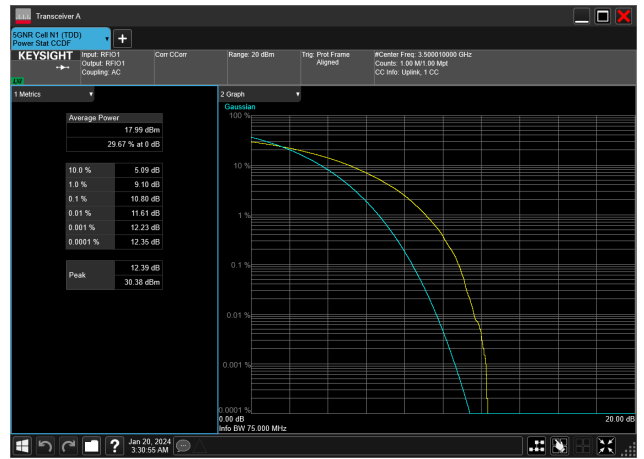 Transceiver A
5GNR Cell N1 (TDD)
Power Stat CCDF
KEYSIGHT
LXI
Input: RFIO1
Output: RFIO1
Coupling: AC
Corr CCorr
Range: 20 dBm
Trig: Prot Frame
Aligned
#Center Freq: 3.500010000 GHz
Counts: 1.00 M/1.00 Mpt
CC Info: Uplink, 1 CC
1 Metrics
Average Power
17.99 dBm
29.67 % at 0 dB
10.0 % 5.09 dB
1.0 % 9.10 dB
0.1 % 10.80 dB
0.01 % 11.61 dB
0.001 % 12.23 dB
0.0001 % 12.35 dB
Peak
12.39 dB
30.38 dBm
2 Graph
Gaussian
100 %
10 %
1 %
0.1 %
0.01 %
0.001 %
0.0001 %
0.00 dB
20.00 dB
Info BW 75.000 MHz
Jan 20, 2024
3:30:55 AM